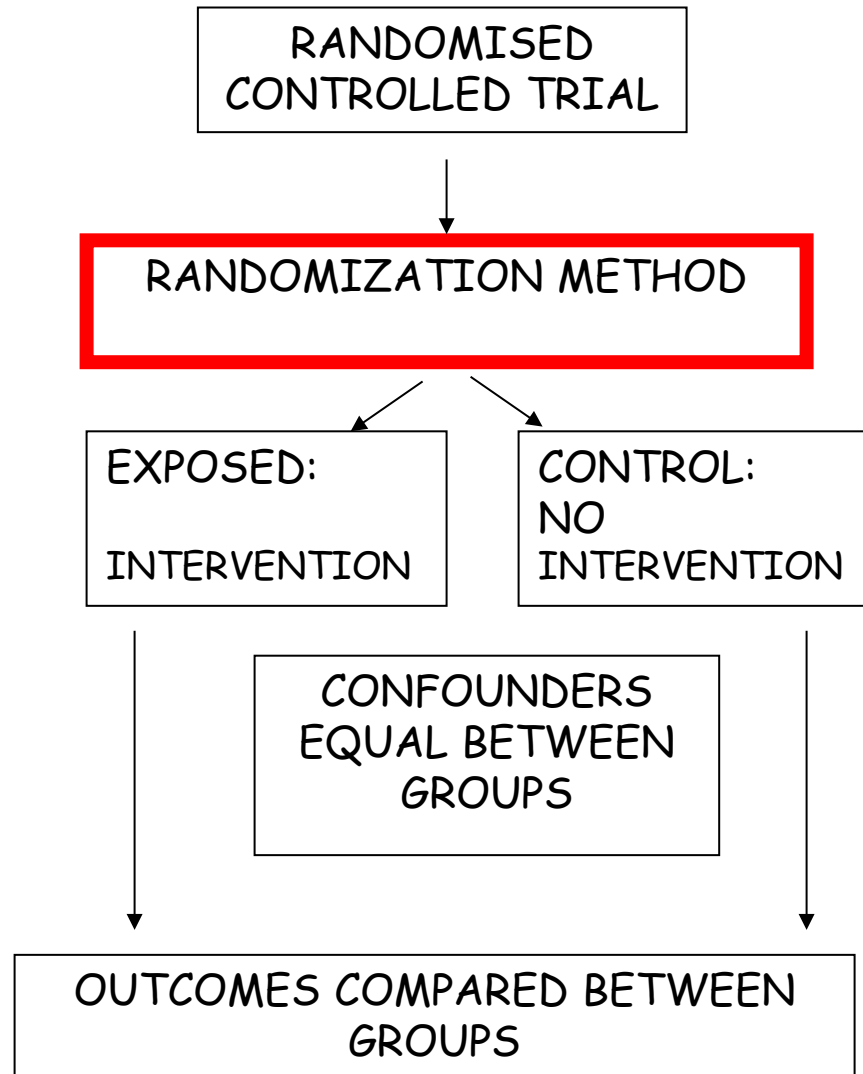 RANDOMISED
CONTROLLED TRIAL
RANDOMIZATION METHOD
EXPOSED:
INTERVENTION
CONTROL:
NO
INTERVENTION
CONFOUNDERS
EQUAL BETWEEN
GROUPS
OUTCOMES COMPARED BETWEEN
GROUPS